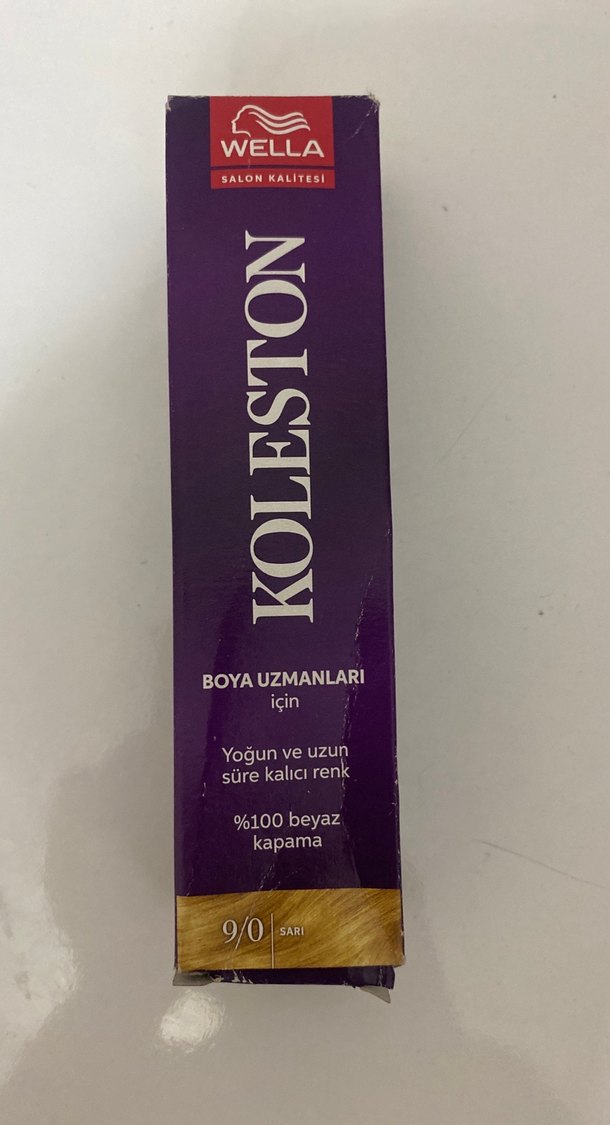 WELLA
SALON KALİTESİ
KOLESTON
BOYA UZMANLARI
için
Yoğun ve uzun
süre kalıcı renk
%100 beyaz
kapama
9/0 SARI